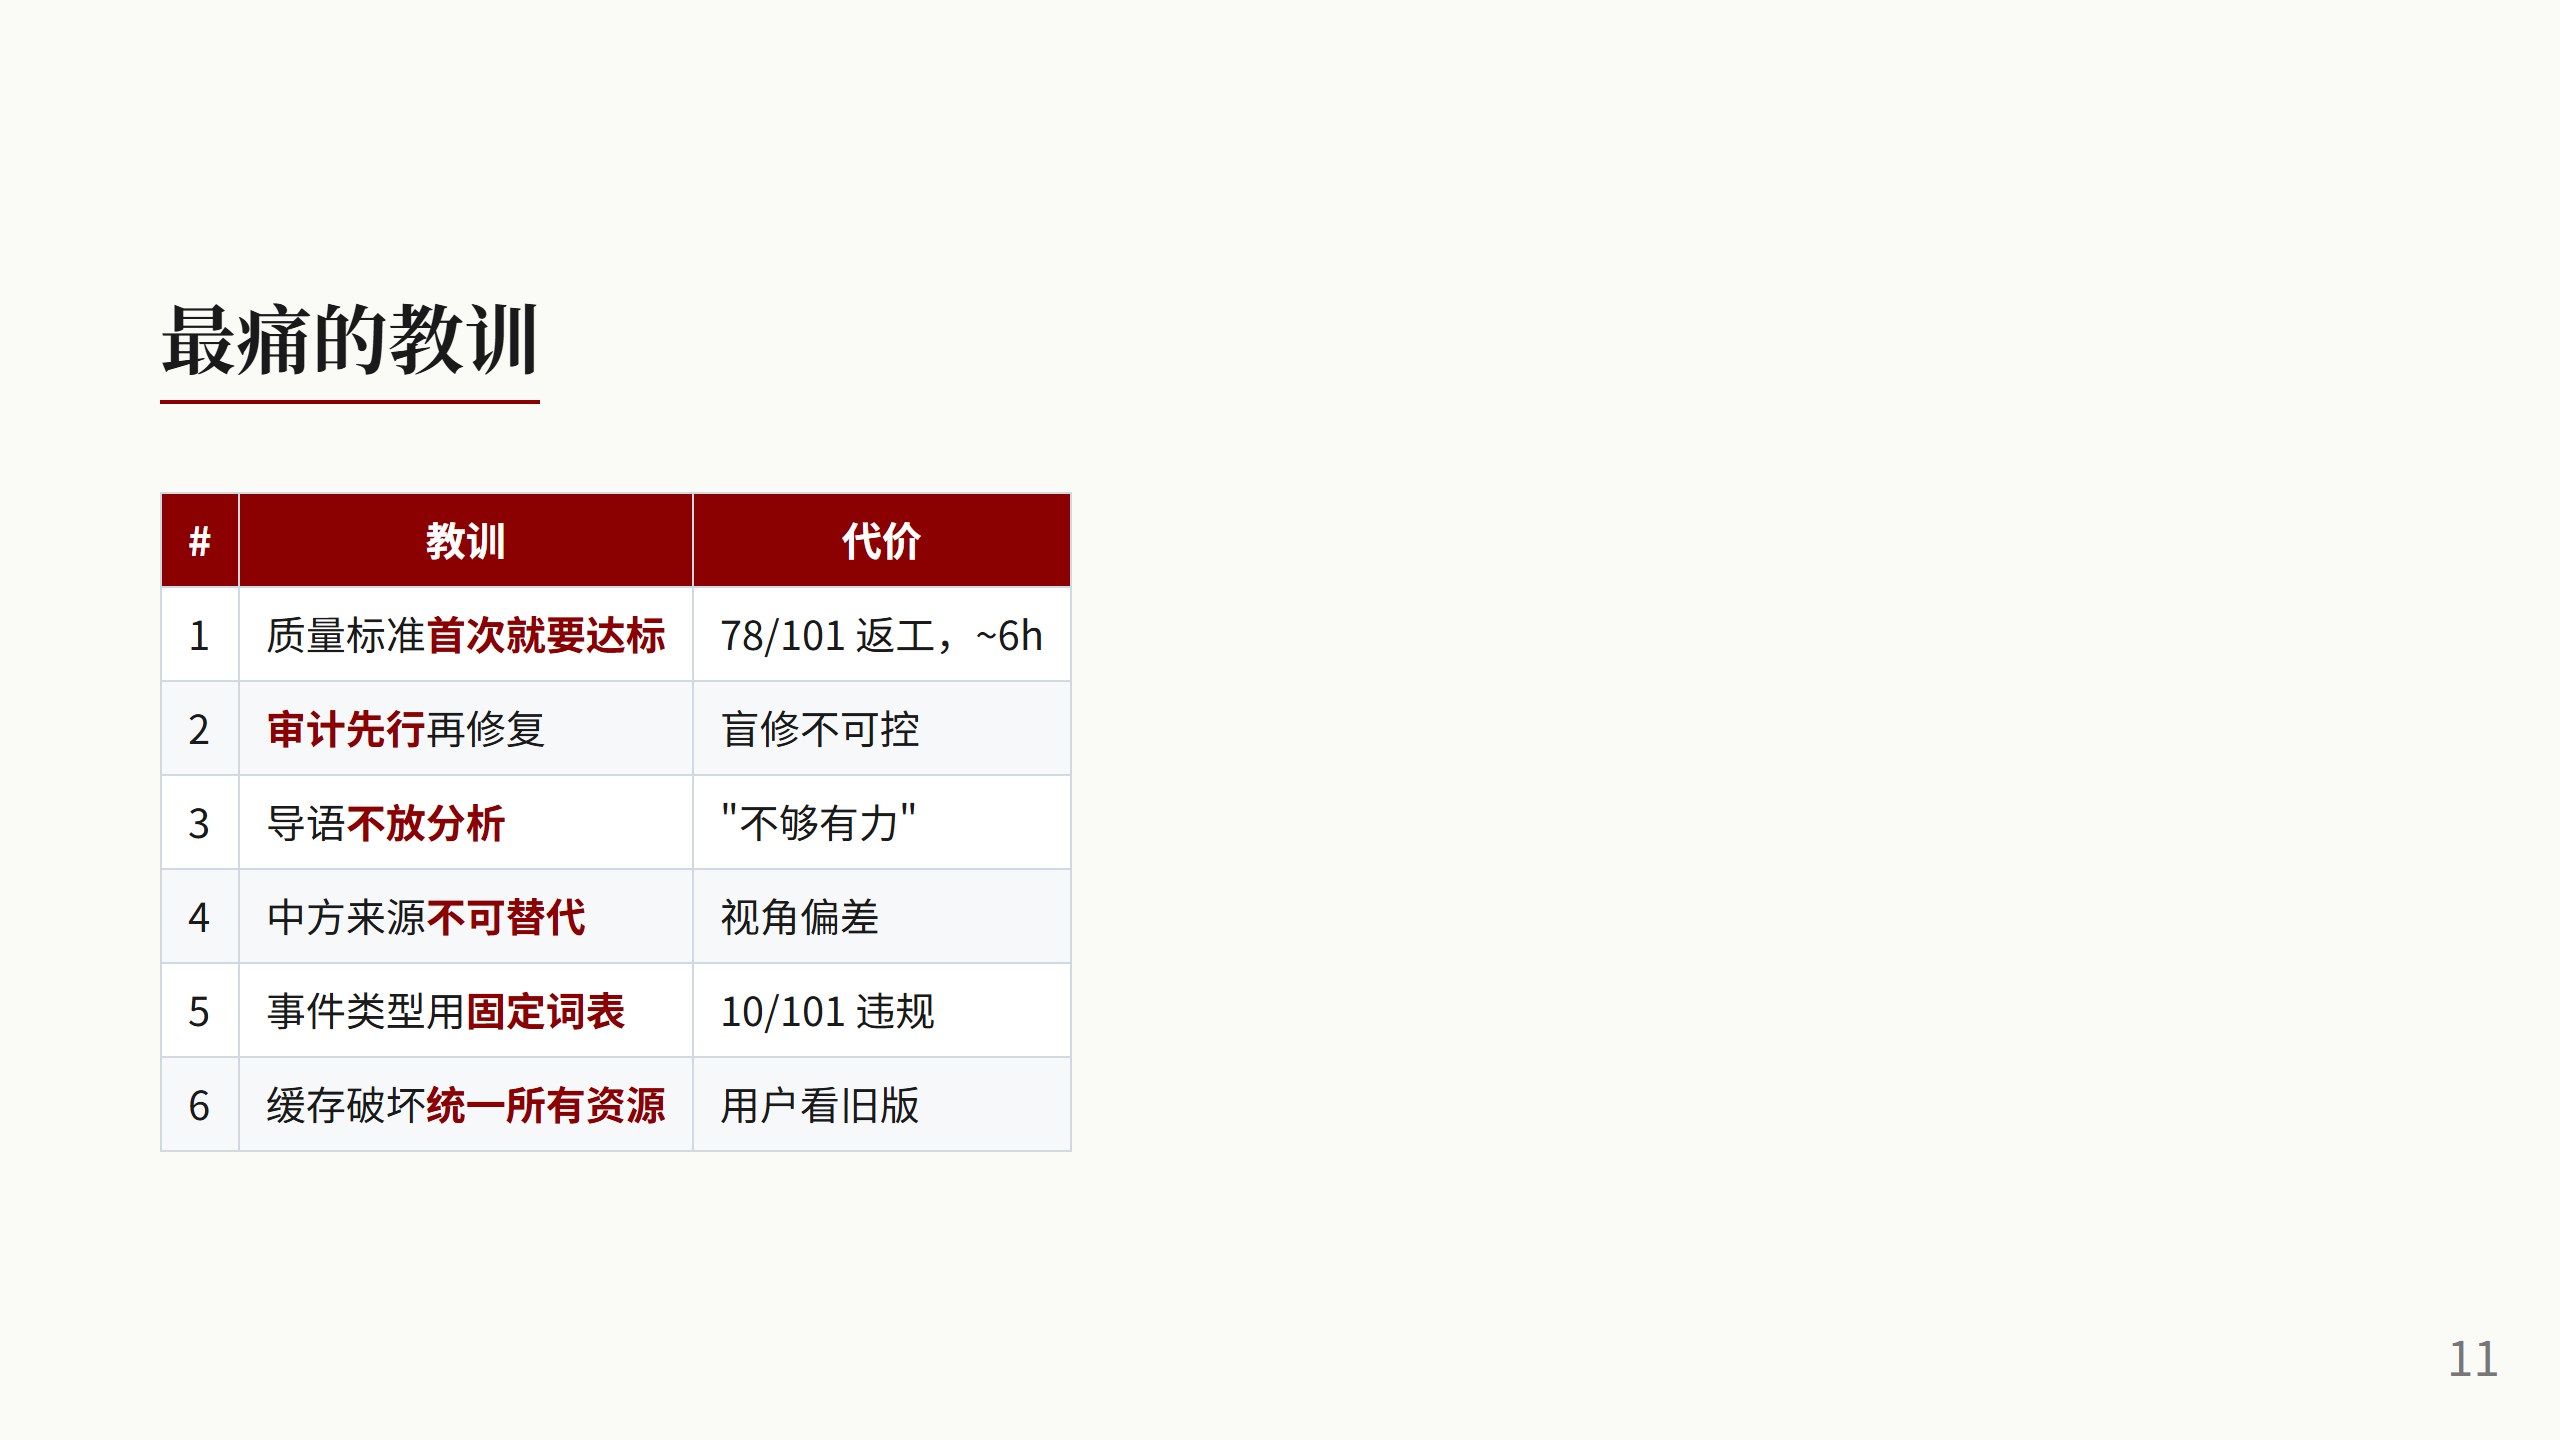 最痛的教训
# 教训 代价
1 质量标准首次就要达标 78/101 返工，~6h
2 审计先行再修复 盲修不可控
3 导语不放分析 "不够有力"
4 中方来源不可替代 视角偏差
5 事件类型用固定词表 10/101 违规
6 缓存破坏统一所有资源 用户看旧版
11